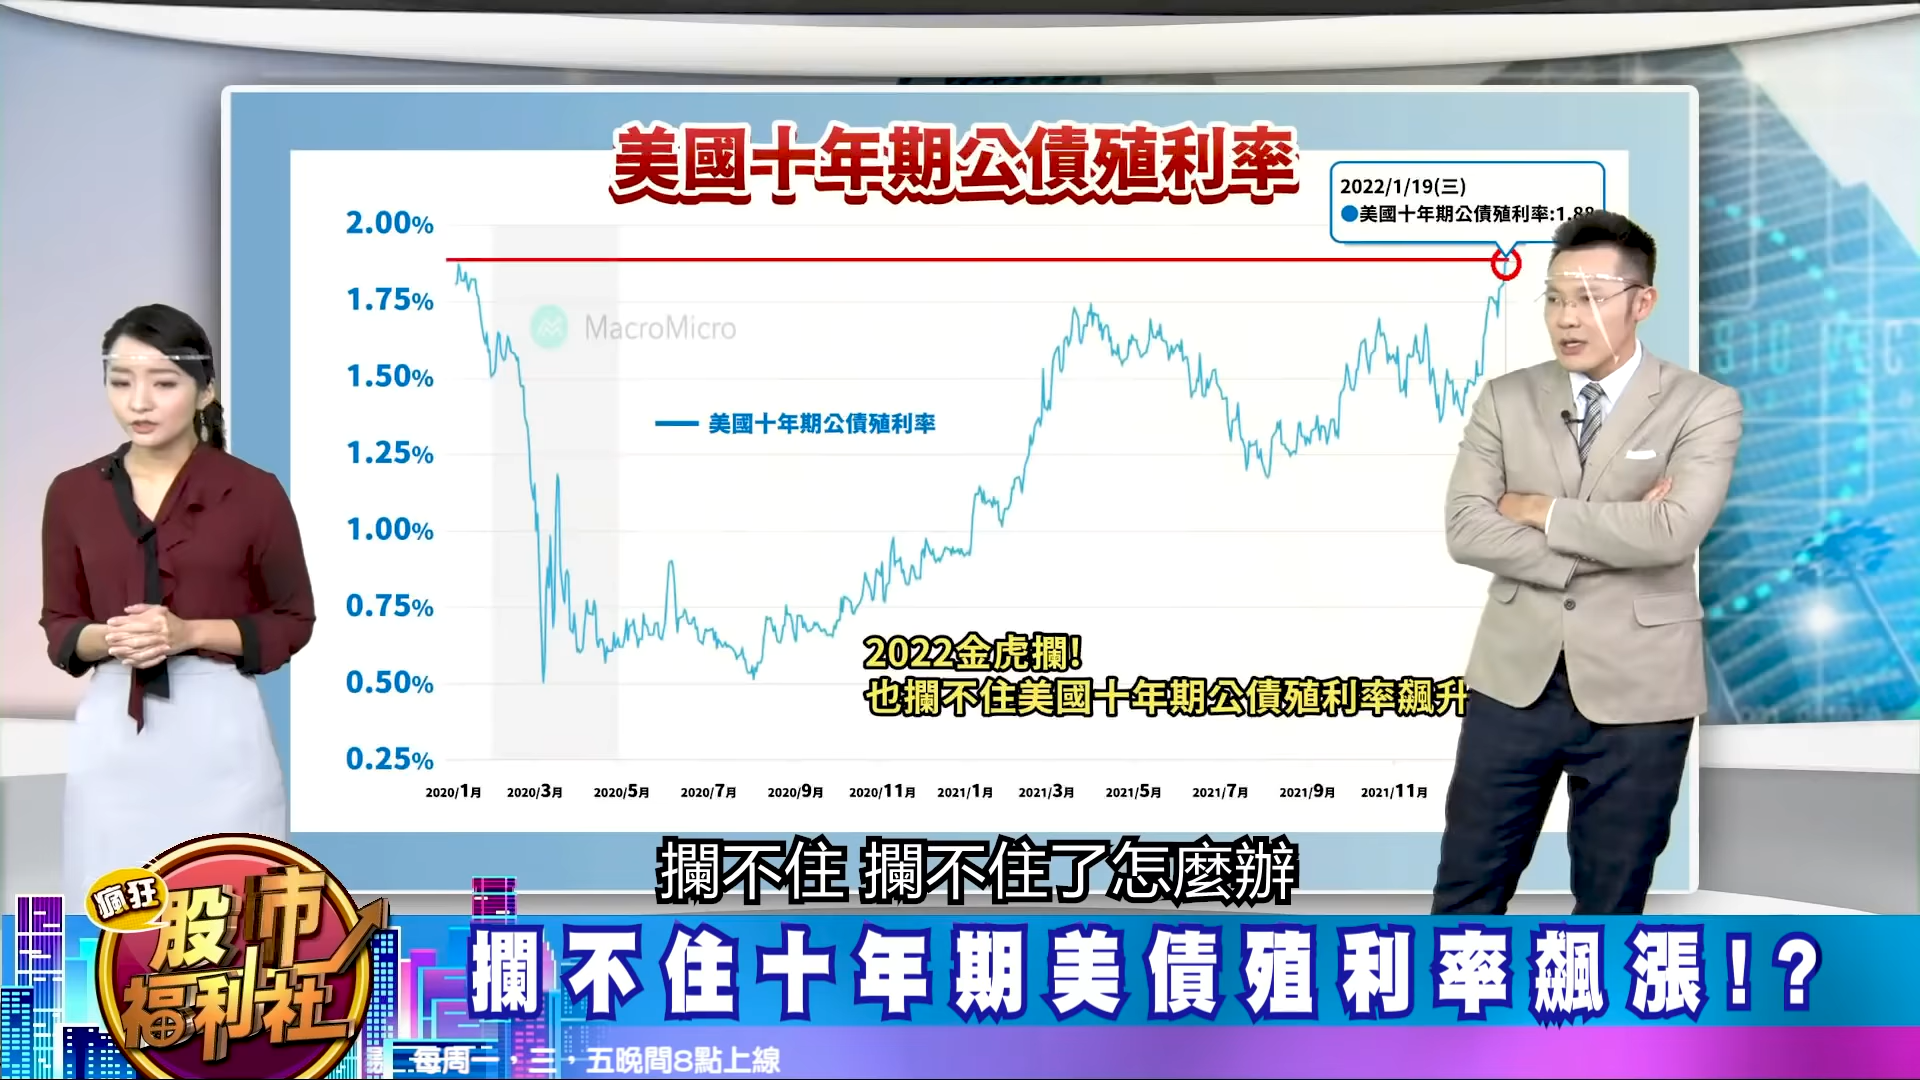 美國十年期公債殖利率
2022/1/19(三)
美國十年期公債殖利率:1.88
2.00%
1.75%
MacroMicro
1.50%
美國十年期公債殖利率
1.25%
1.00%
0.75%
2022金虎攔!
也攔不住美國十年期公債殖利率飆升
0.50%
0.25%
2020/1月 2020/3月 2020/5月 2020/7月 2020/9月 2020/11月 2021/1月 2021/3月 2021/5月 2021/7月 2021/9月 2021/11月
攔不住 攔不住了怎麼辦
瘋狂
股市
福利社
攔不住十年期美債殖利率飆漲!?
每周一,三,五晚間8點上線